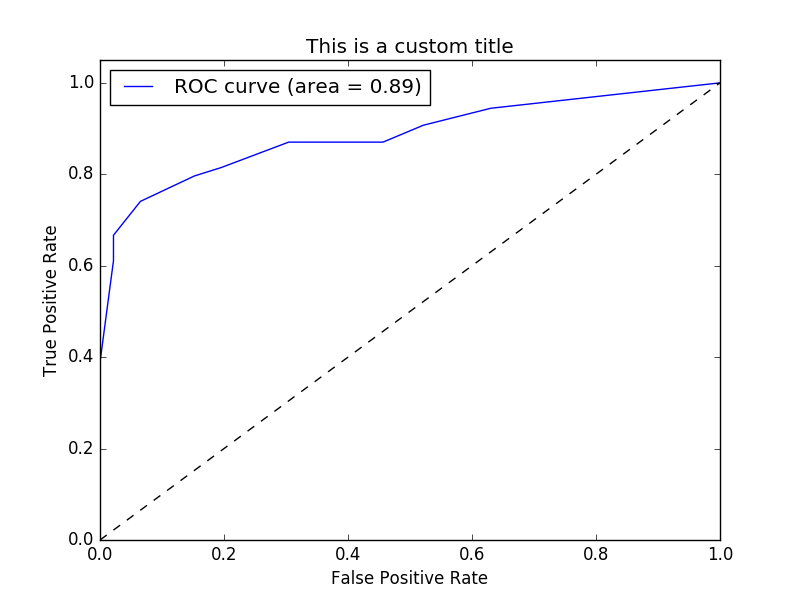 This is a custom title
ROC curve (area = 0.89)
1.0
0.8
0.6
0.4
0.2
0.0
True Positive Rate
0.0 0.2 0.4 0.6 0.8 1.0
False Positive Rate